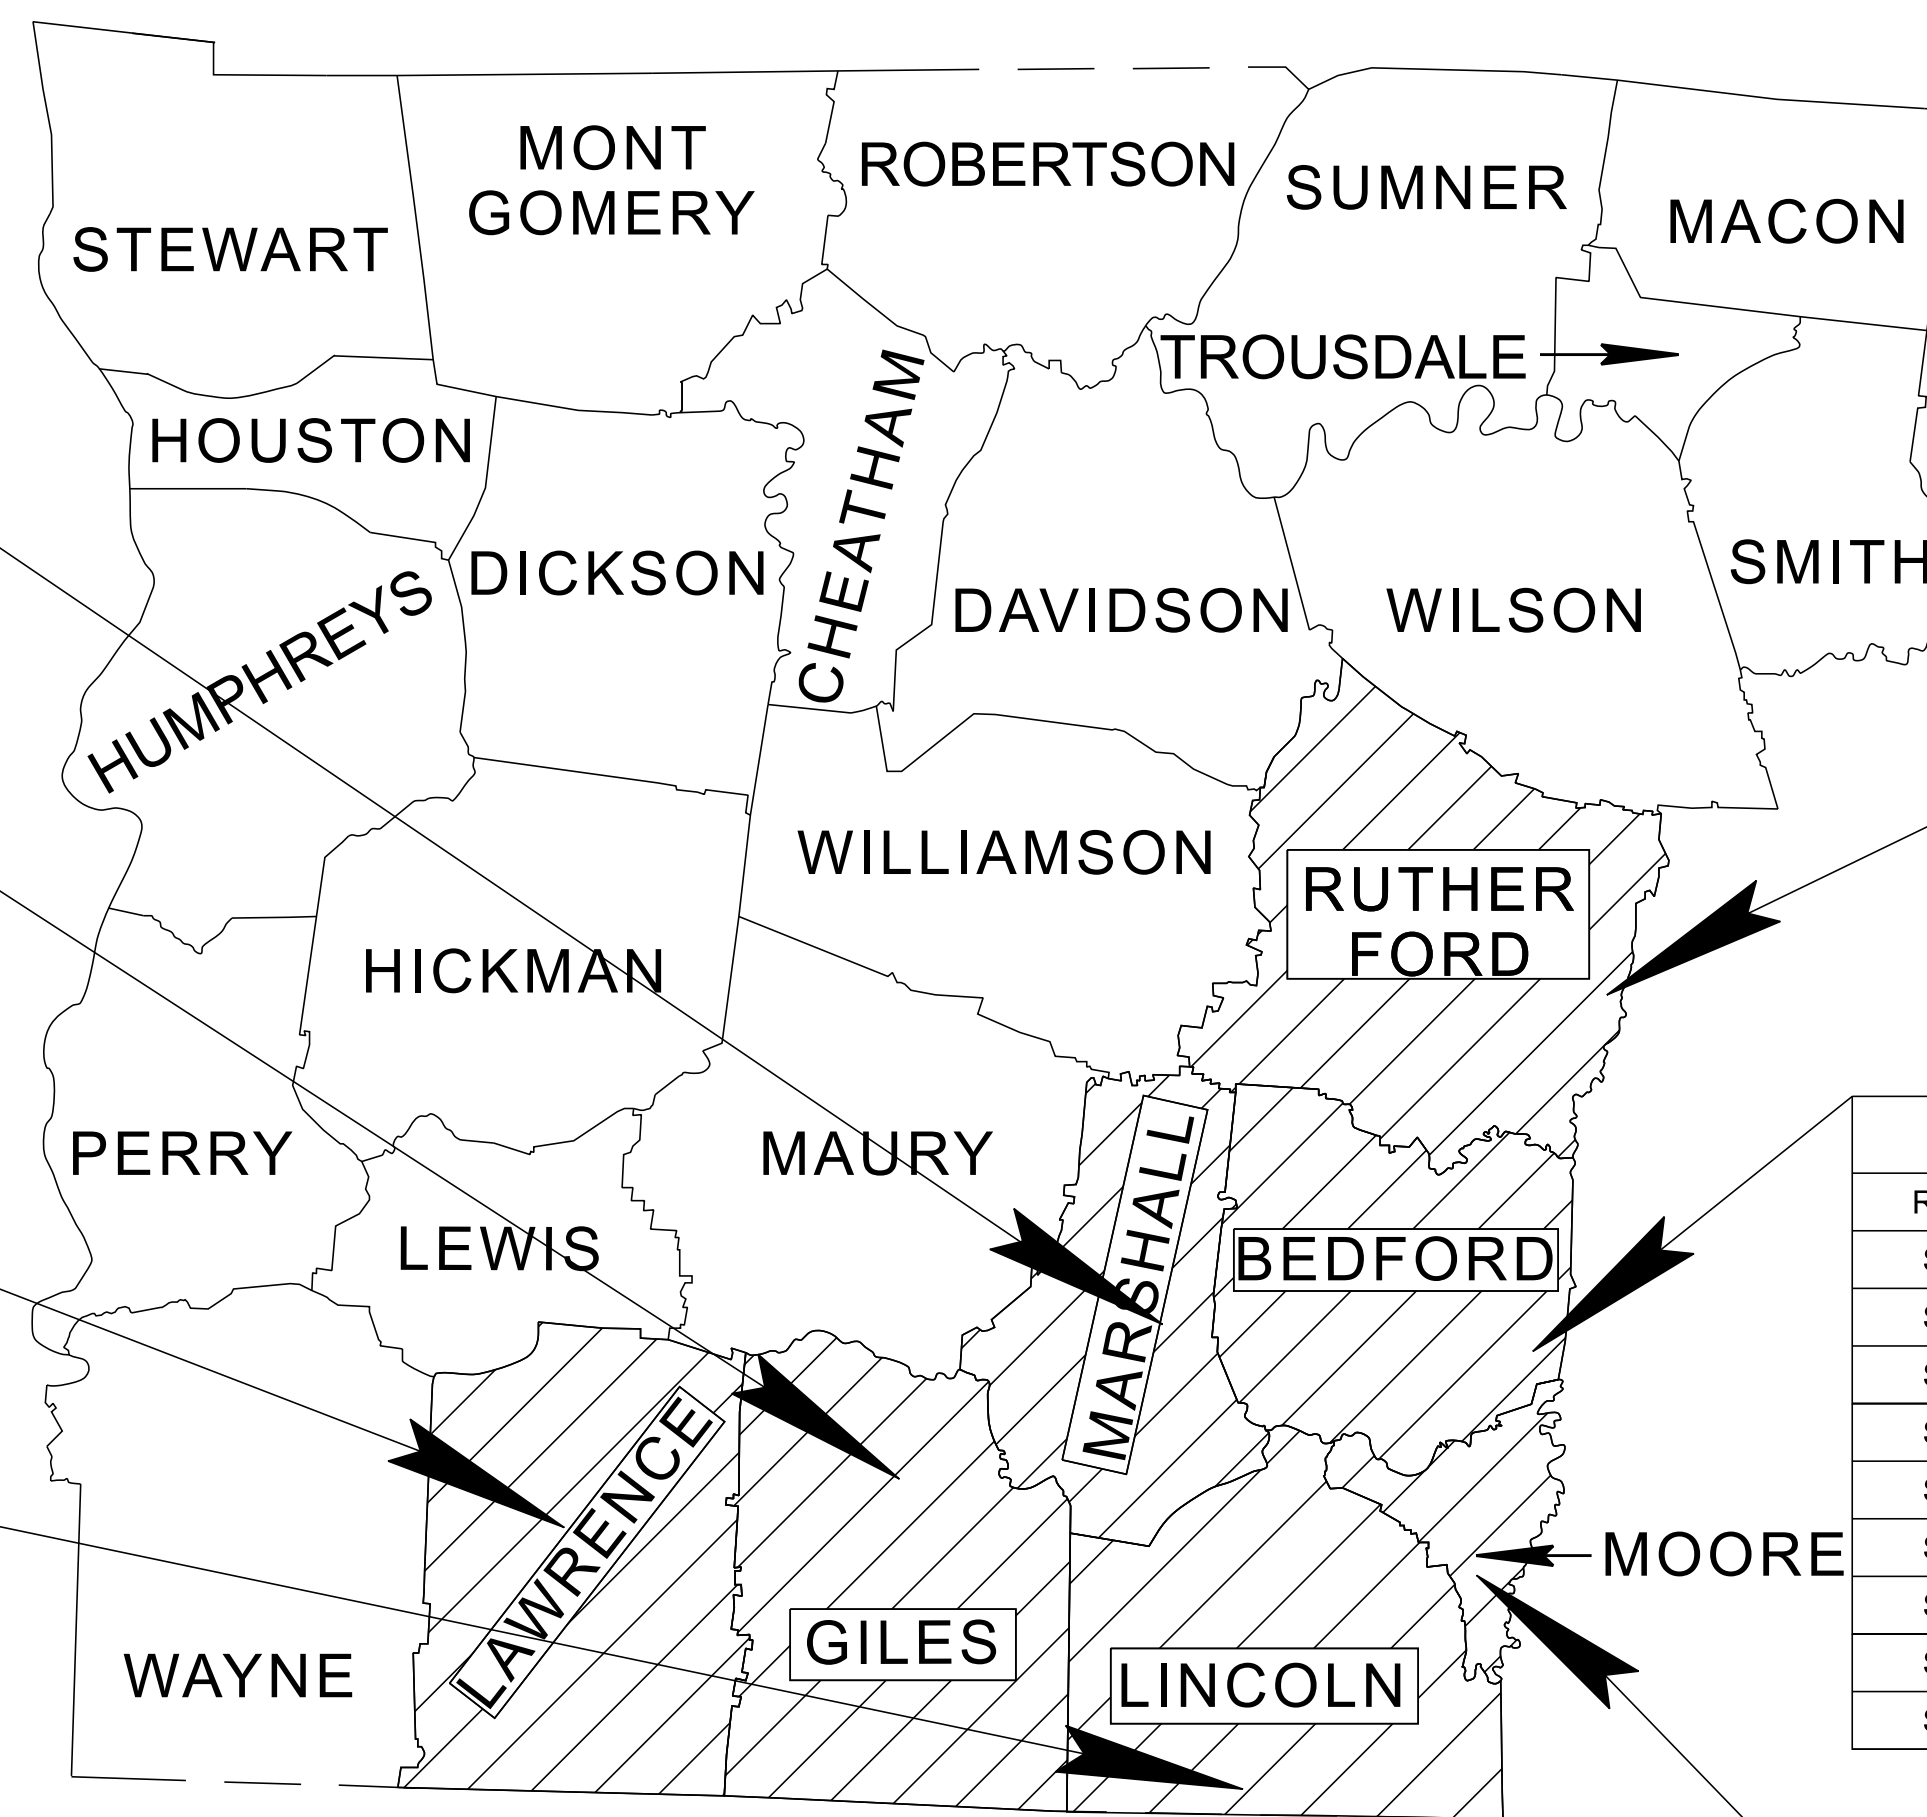 MONT
GOMERY
ROBERTSON
SUMNER
MACON
STEWART
TROUSDALE
HOUSTON
CHEATHAM
DICKSON
SMITH
HUMPHREYS
DAVIDSON
WILSON
WILLIAMSON
RUTHER
FORD
HICKMAN
PERRY
MAURY
MARSHALL
LEWIS
BEDFORD
LAWRENCE
MOORE
GILES
WAYNE
LINCOLN